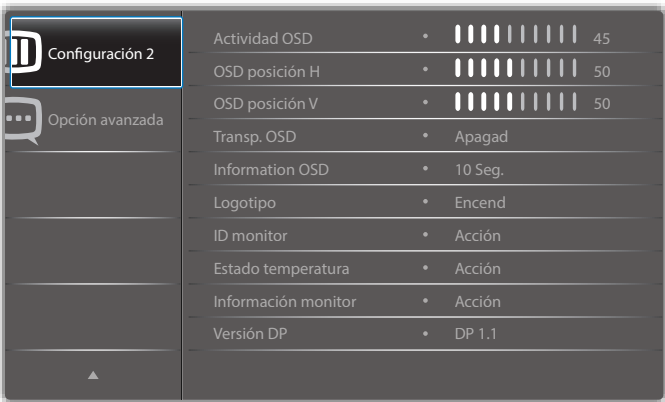 Configuración 2
Opción avanzada
Actividad OSD • 45
OSD posición H • 50
OSD posición V • 50
Transp. OSD • Apagad
Information OSD • 10 Seg.
Logotipo • Encend
ID monitor • Acción
Estado temperatura • Acción
Información monitor • Acción
Versión DP • DP 1.1